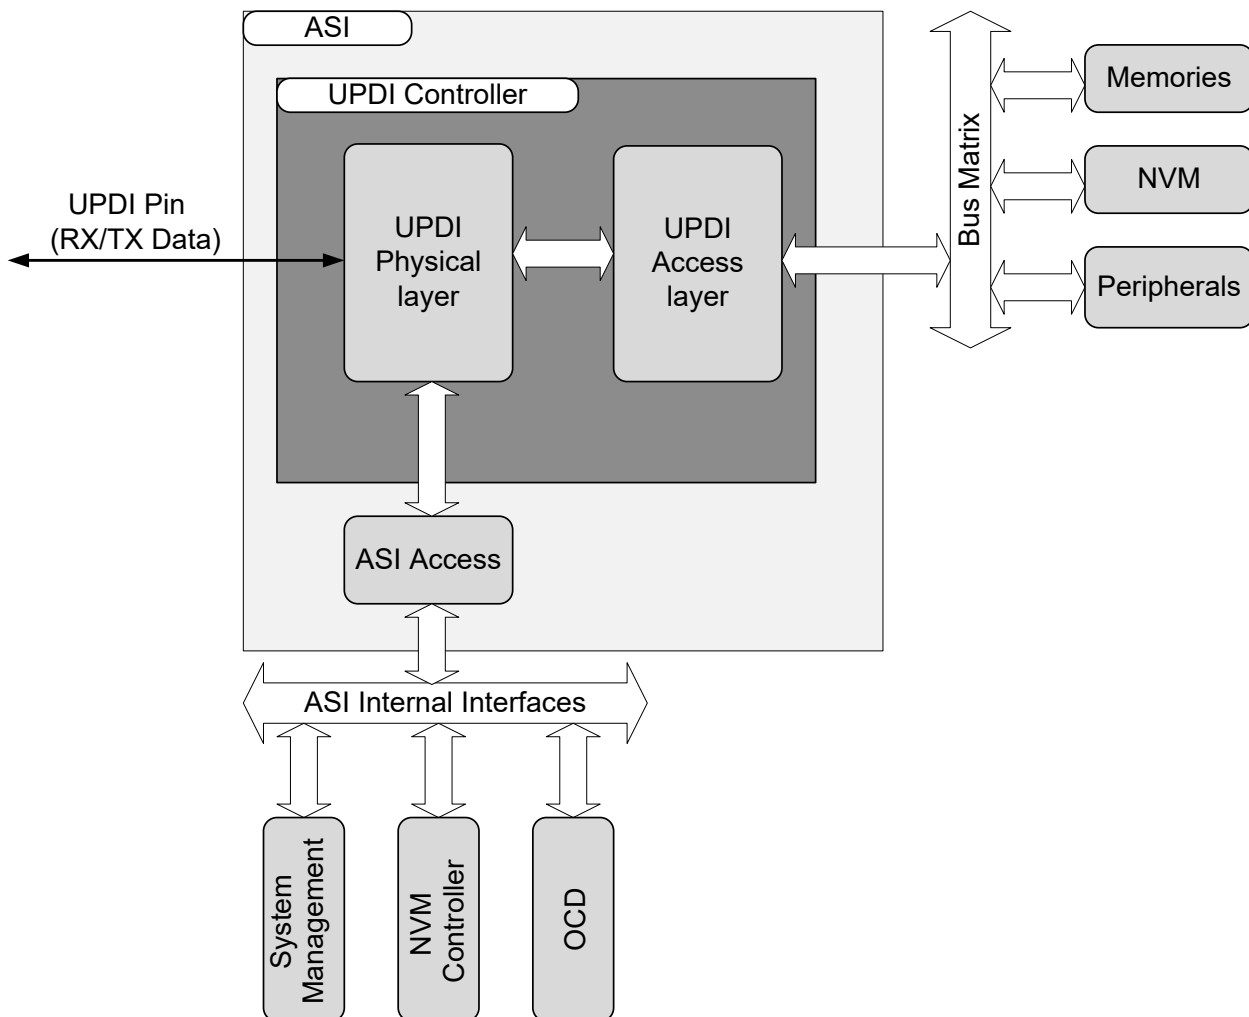 ASI
UPDI Controller
UPDI Pin
(RX/TX Data)
UPDI
Physical
layer
UPDI
Access
layer
Bus Matrix
Memories
NVM
Peripherals
ASI Access
ASI Internal Interfaces
System
Management
NVM
Controller
OCD